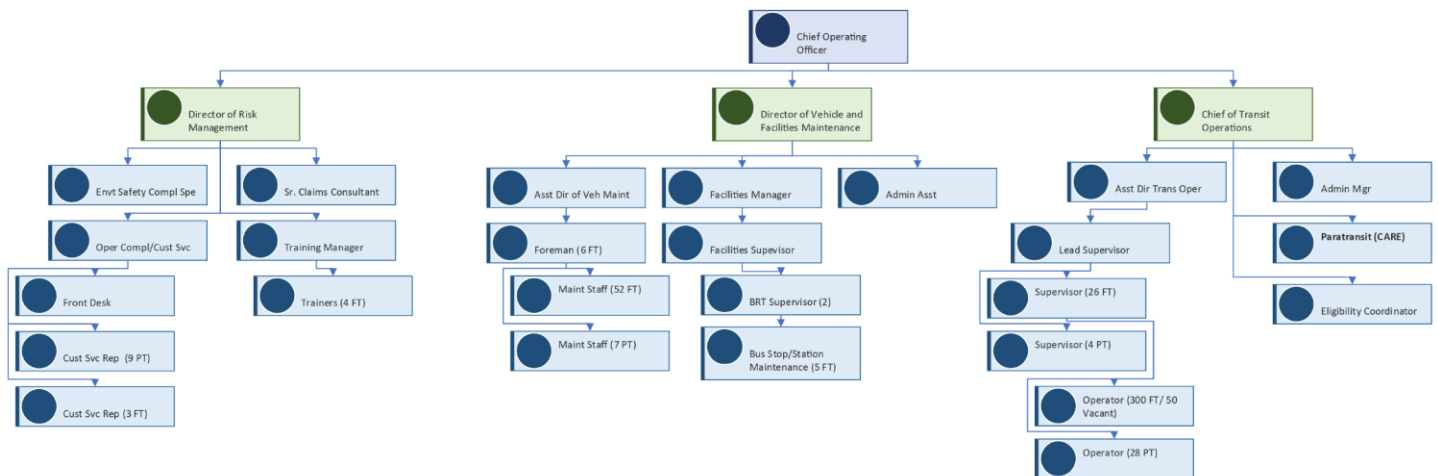 Chief Operating
Officer
Director of Risk
Management
Director of Vehicle and
Facilities Maintenance
Chief of Transit
Operations
Envt Safety Compl Spe
Sr. Claims Consultant
Asst Dir of Veh Maint
Facilities Manager
Admin Asst
Asst Dir Trans Oper
Admin Mgr
Oper Compl/Cust Svc
Training Manager
Foreman (6 FT)
Facilities Supevisor
Lead Supervisor
Paratransit (CARE)
Front Desk
Trainers (4 FT)
Maint Staff (52 FT)
BRT Supervisor (2)
Supervisor (26 FT)
Eligibility Coordinator
Cust Svc Rep (9 PT)
Maint Staff (7 PT)
Bus Stop/Station
Maintenance (5 FT)
Supervisor (4 PT)
Cust Svc Rep (3 FT)
Operator (300 FT/ 50
Vacant)
Operator (28 PT)